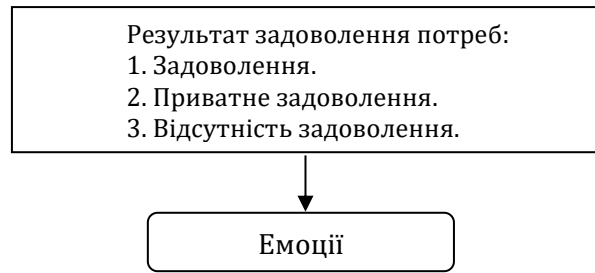 Результат задоволення потреб:
1. Задоволення.
2. Приватне задоволення.
3. Відсутність задоволення.
Емоції